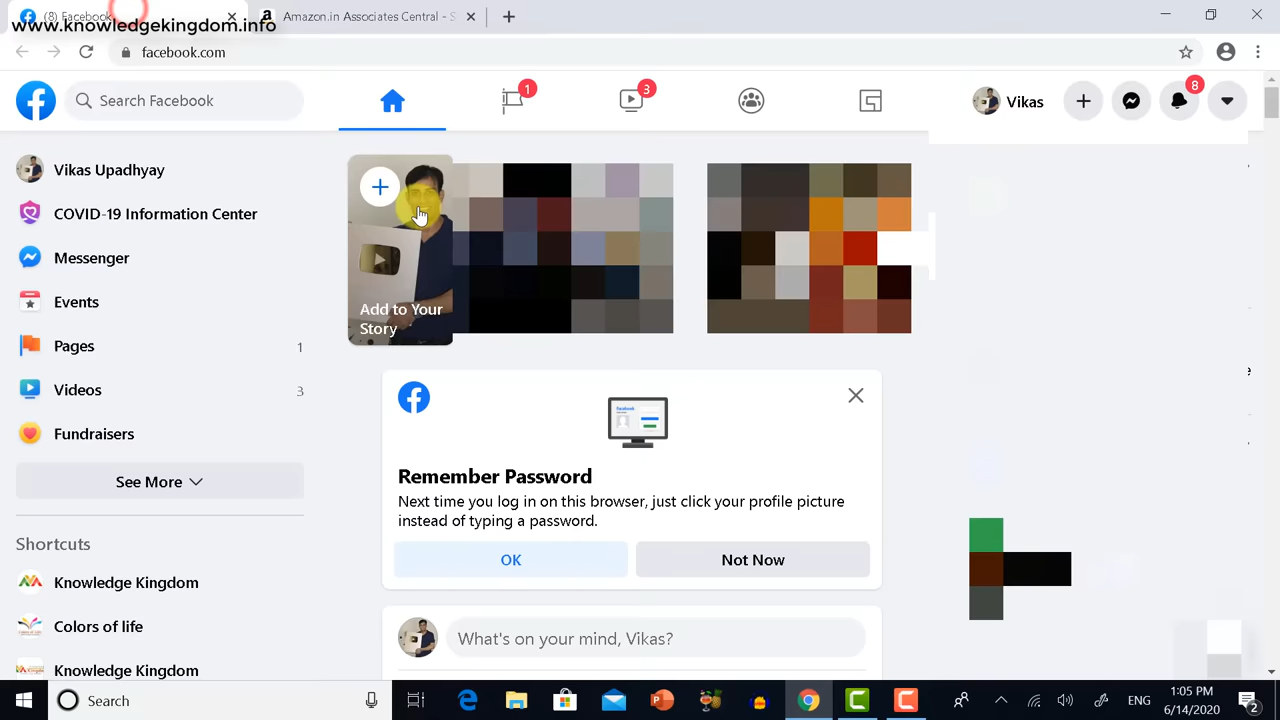 (8) Facebook
Amazon.in Associates Central - S
www.knowledgekingdom.info
facebook.com
Search Facebook
1
3
Vikas
8
Vikas Upadhyay
COVID-19 Information Center
Messenger
Events
Pages 1
Videos 3
Fundraisers
See More
Shortcuts
Knowledge Kingdom
Colors of life
Knowledge Kingdom
Add to Your
Story
Remember Password
Next time you log in on this browser, just click your profile picture
instead of typing a password.
OK
Not Now
What's on your mind, Vikas?
Search
ENG
1:05 PM
6/14/2020
2